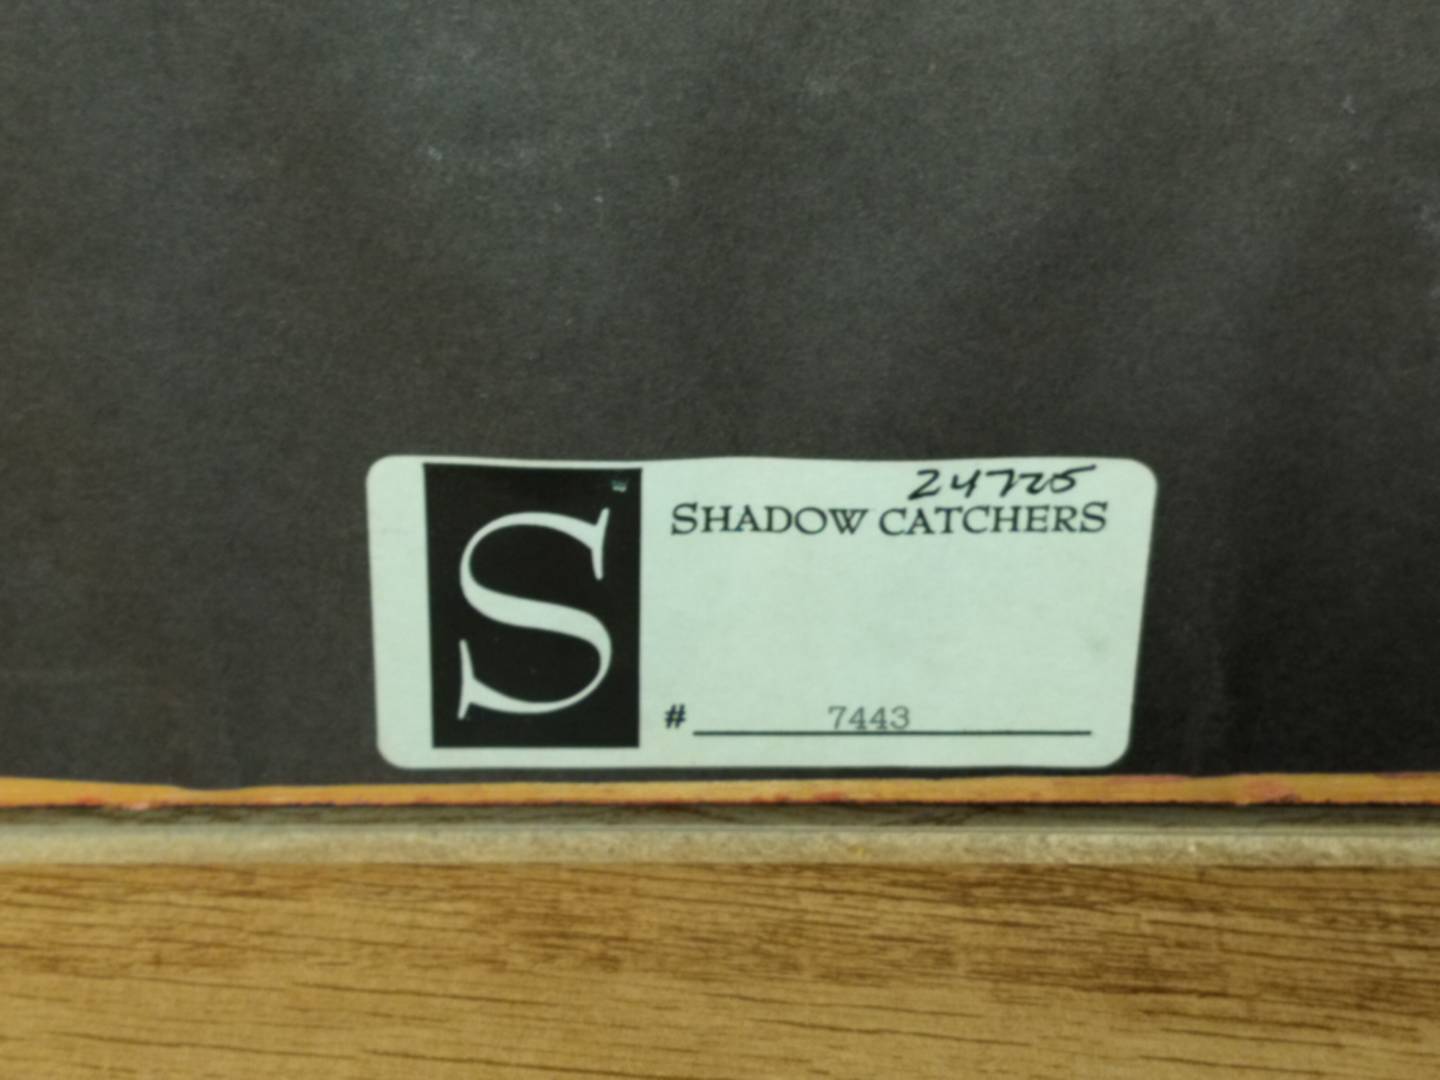 24725
SHADOW CATCHERS
S
# 7443